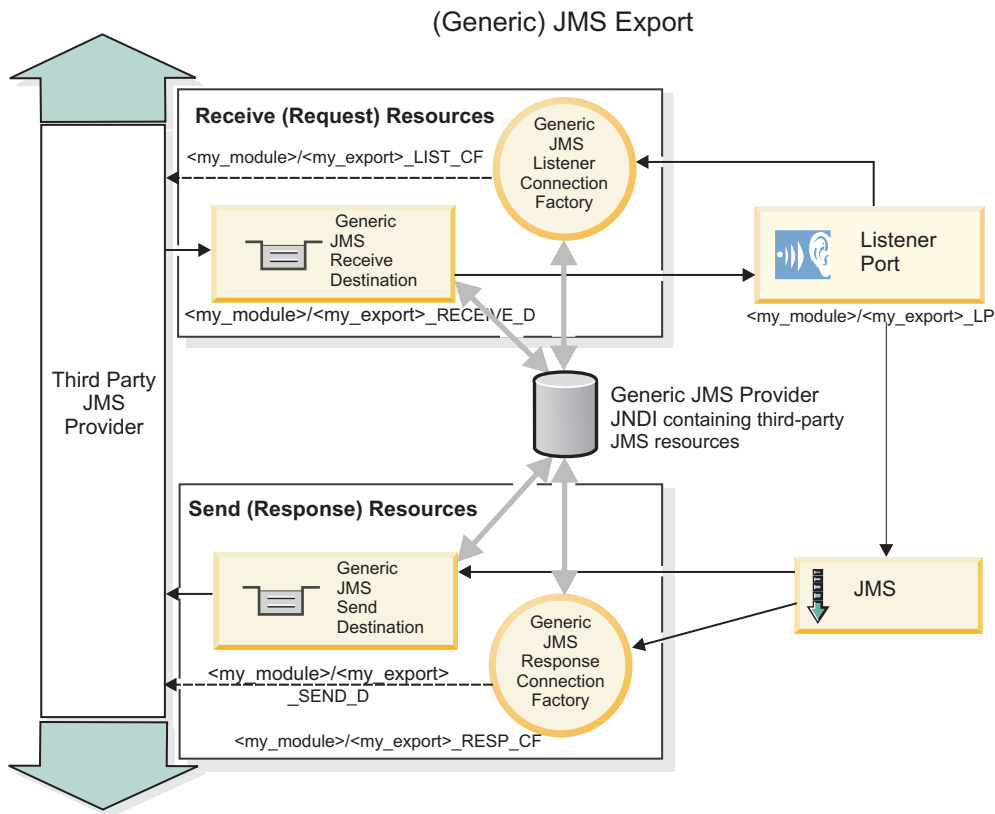 (Generic) JMS Export
Receive (Request) Resources
<my_module>/<my_export>_LIST_CF
Generic
JMS
Listener
Connection
Factory
Generic
JMS
Receive
Destination
<my_module>/<my_export>_RECEIVE_D
Listener
Port
<my_module>/<my_export>_LP
Third Party
JMS
Provider
Generic JMS Provider
JNDI containing third-party
JMS resources
Send (Response) Resources
Generic
JMS
Send
Destination
<my_module>/<my_export>
_SEND_D
Generic
JMS
Response
Connection
Factory
<my_module>/<my_export>_RESP_CF
JMS